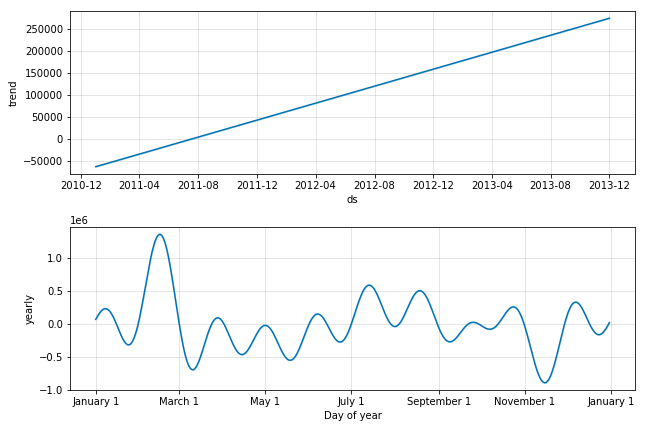 250000
200000
150000
100000
50000
0
−50000
trend
2010-12 2011-04 2011-08 2011-12 2012-04 2012-08 2012-12 2013-04 2013-08 2013-12
ds
1e6
1.0
0.5
0.0
−0.5
−1.0
yearly
January 1 March 1 May 1 July 1 September 1 November 1 January 1
Day of year